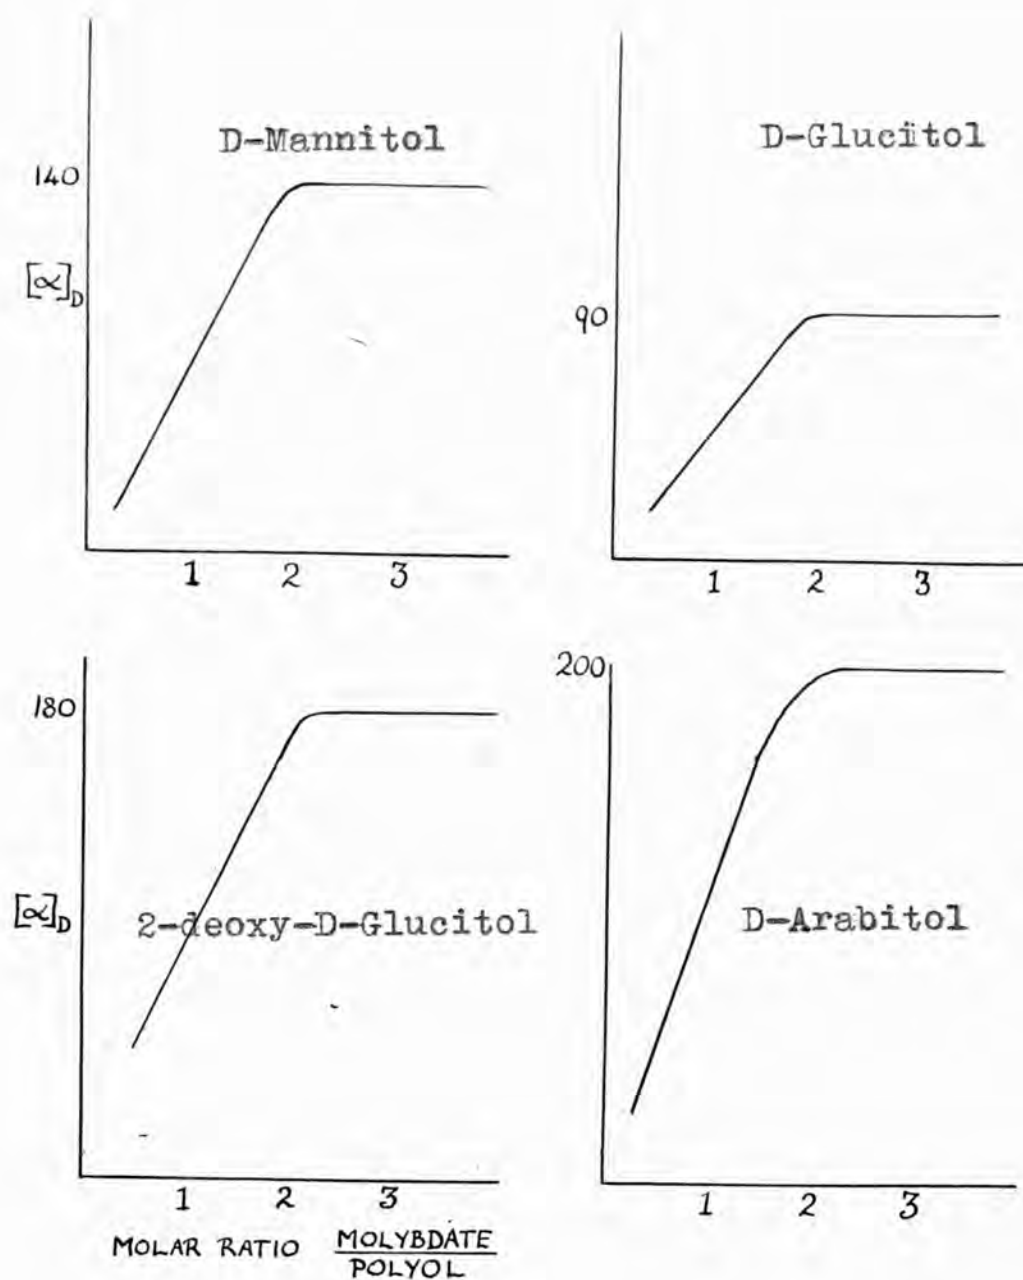 D-Mannitol
140
[α]D
1 2 3
D-Glucitol
90
1 2 3
180
[α]D
2-deoxy-D-Glucitol
1 2 3
MOLAR RATIO MOLYBDATE
POLYOL
200
D-Arabitol
1 2 3